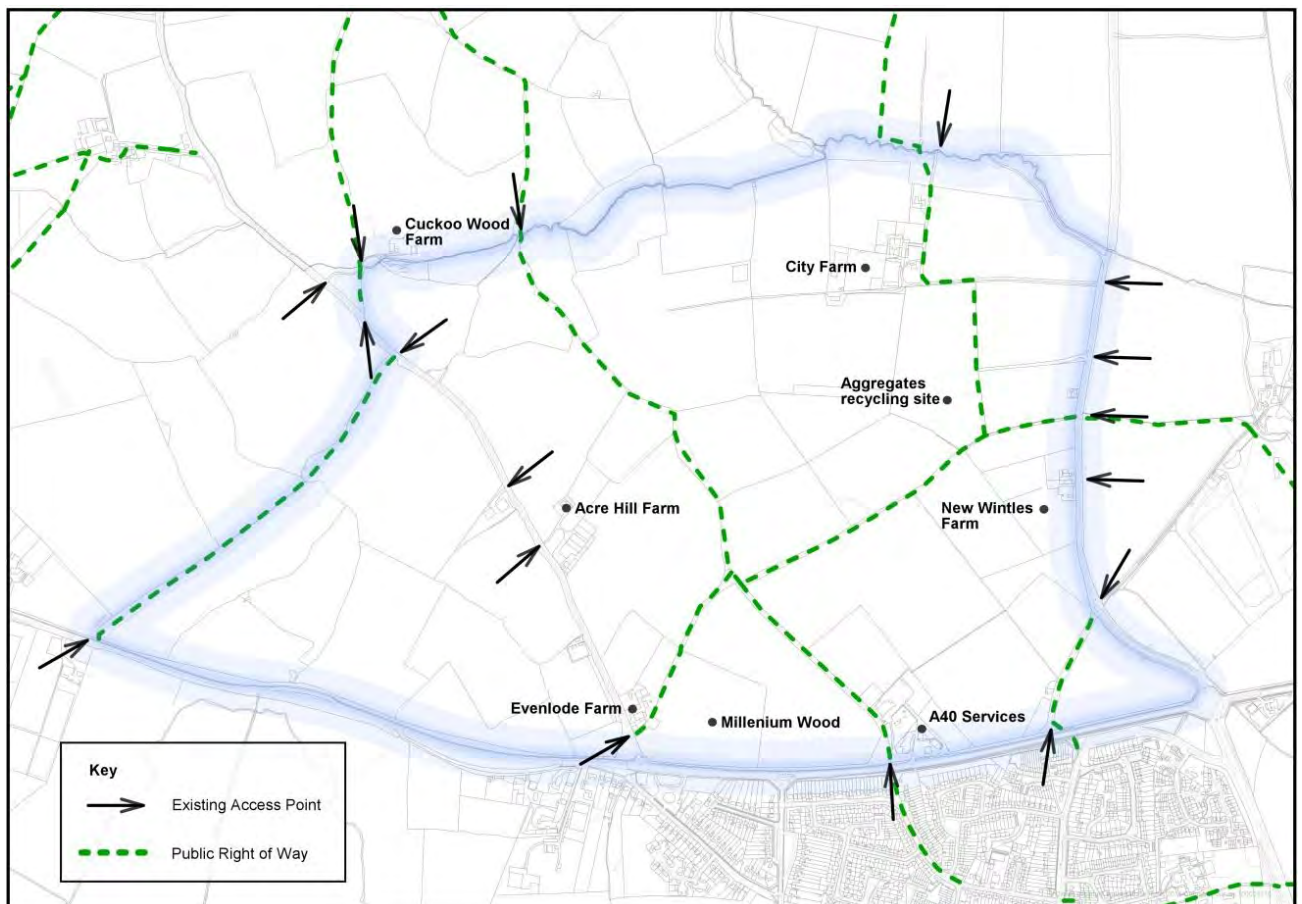 Cuckoo Wood
Farm
City Farm
Aggregates
recycling site
Acre Hill Farm
New Wintles
Farm
Evenlode Farm
Millenium Wood
A40 Services
Key
Existing Access Point
Public Right of Way